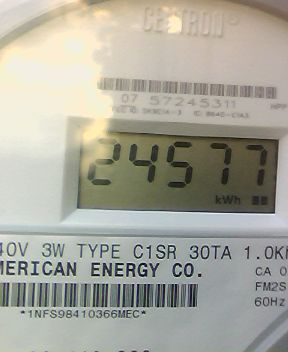 CENTRON
07 57245311
24577
kWh
40V 3W TYPE C1SR 30TA 1.0K
MERICAN ENERGY CO.
CA 0
FM2S
60Hz
*1NFS98410366MEC*